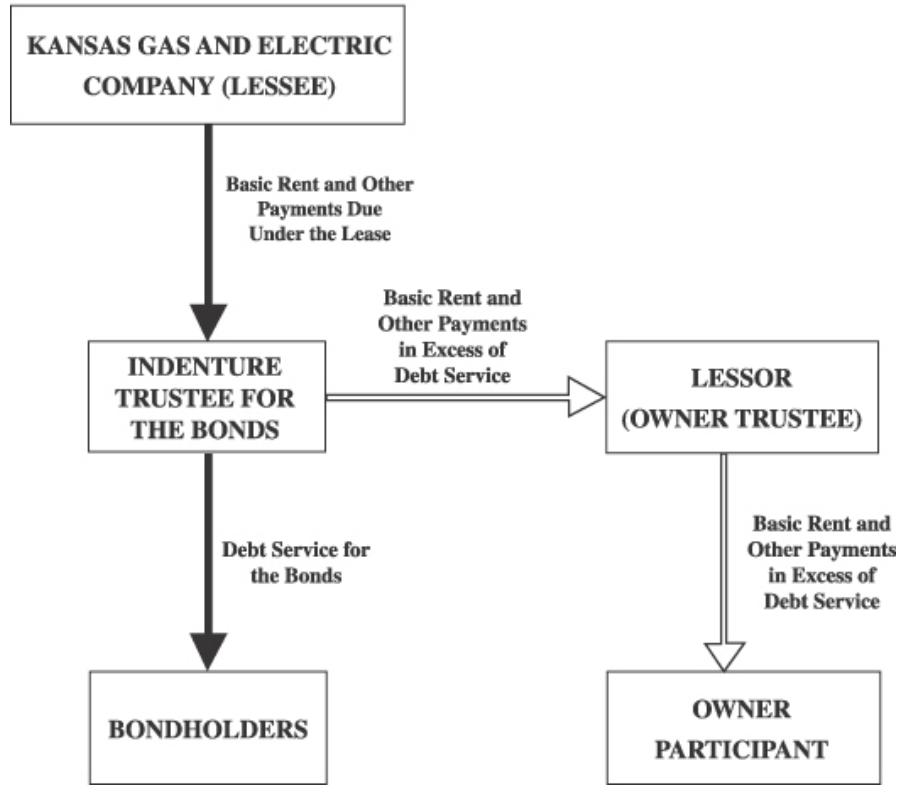 KANSAS GAS AND ELECTRIC
COMPANY (LESSEE)
Basic Rent and Other
Payments Due
Under the Lease
Basic Rent and
Other Payments
in Excess of
Debt Service
INDENTURE
TRUSTEE FOR
THE BONDS
LESSOR
(OWNER TRUSTEE)
Debt Service for
the Bonds
Basic Rent and
Other Payments
in Excess of
Debt Service
BONDHOLDERS
OWNER
PARTICIPANT